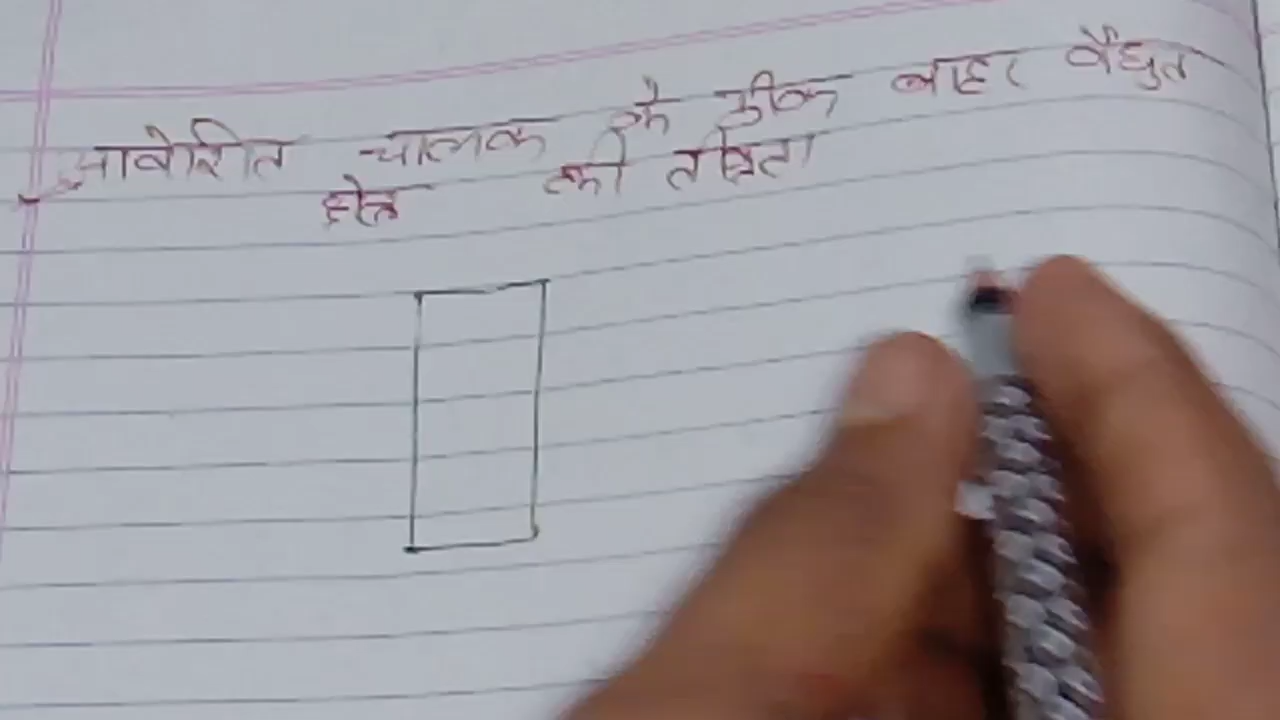 आवेशित चालक के ठीक बाहर वैद्युत
क्षेत्र की तीव्रता